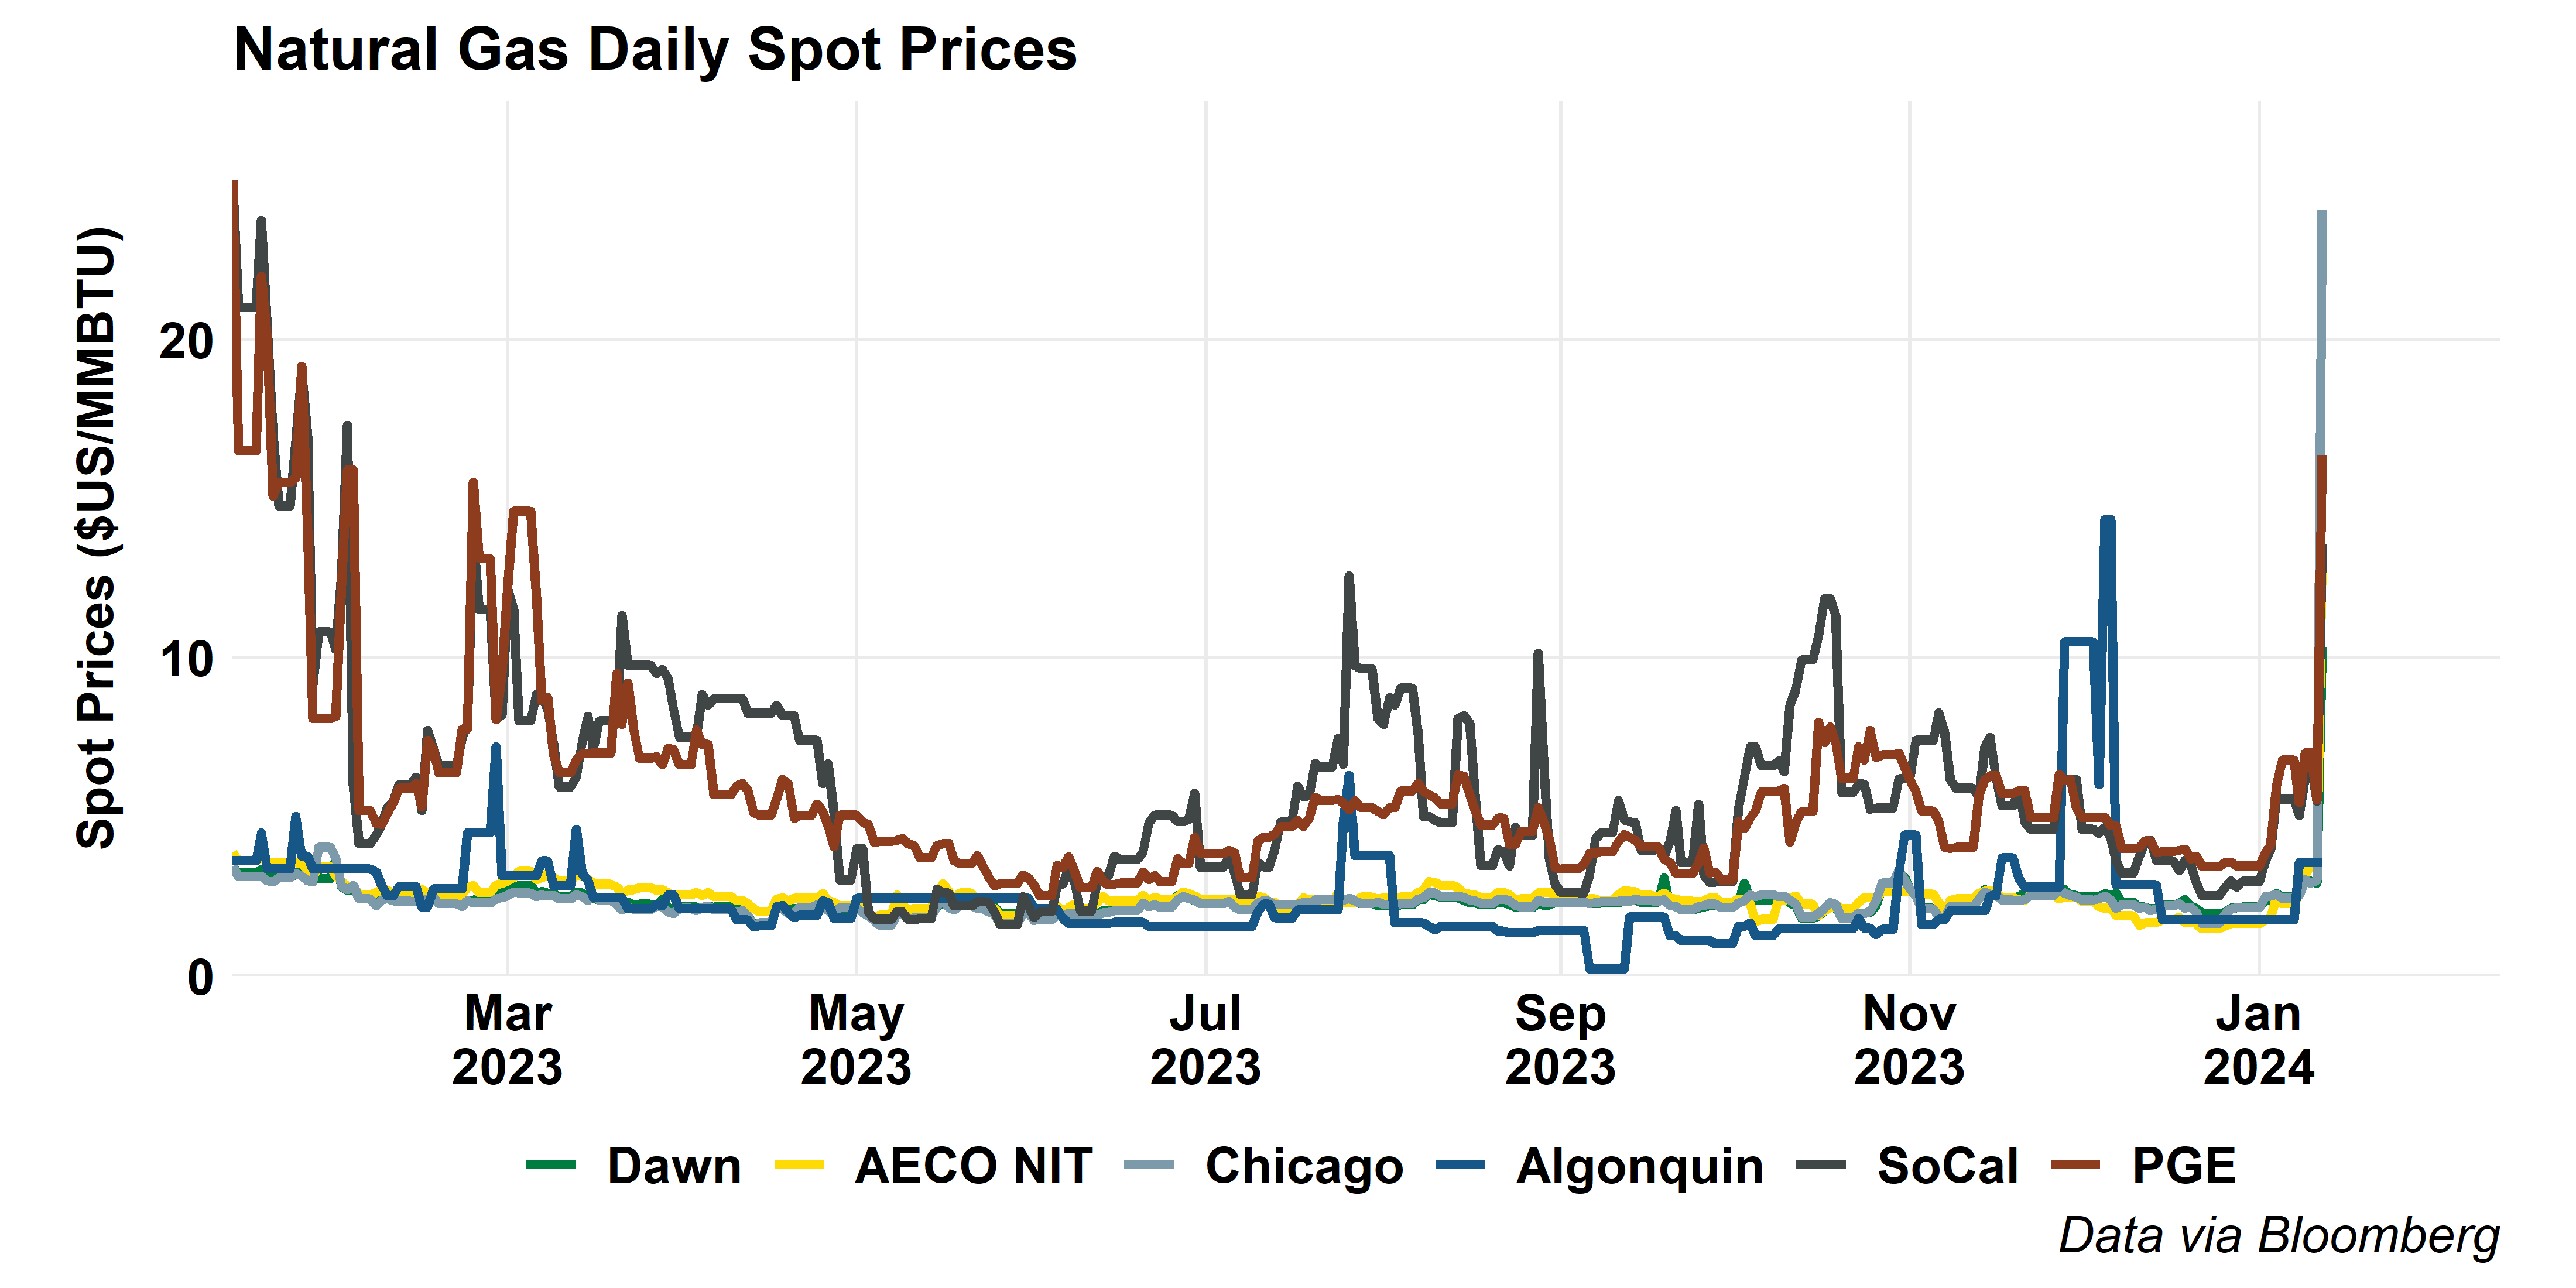 Natural Gas Daily Spot Prices
Spot Prices ($US/MMBTU)
20
10
0
Mar
2023
May
2023
Jul
2023
Sep
2023
Nov
2023
Jan
2024
Dawn AECO NIT Chicago Algonquin SoCal PGE
Data via Bloomberg